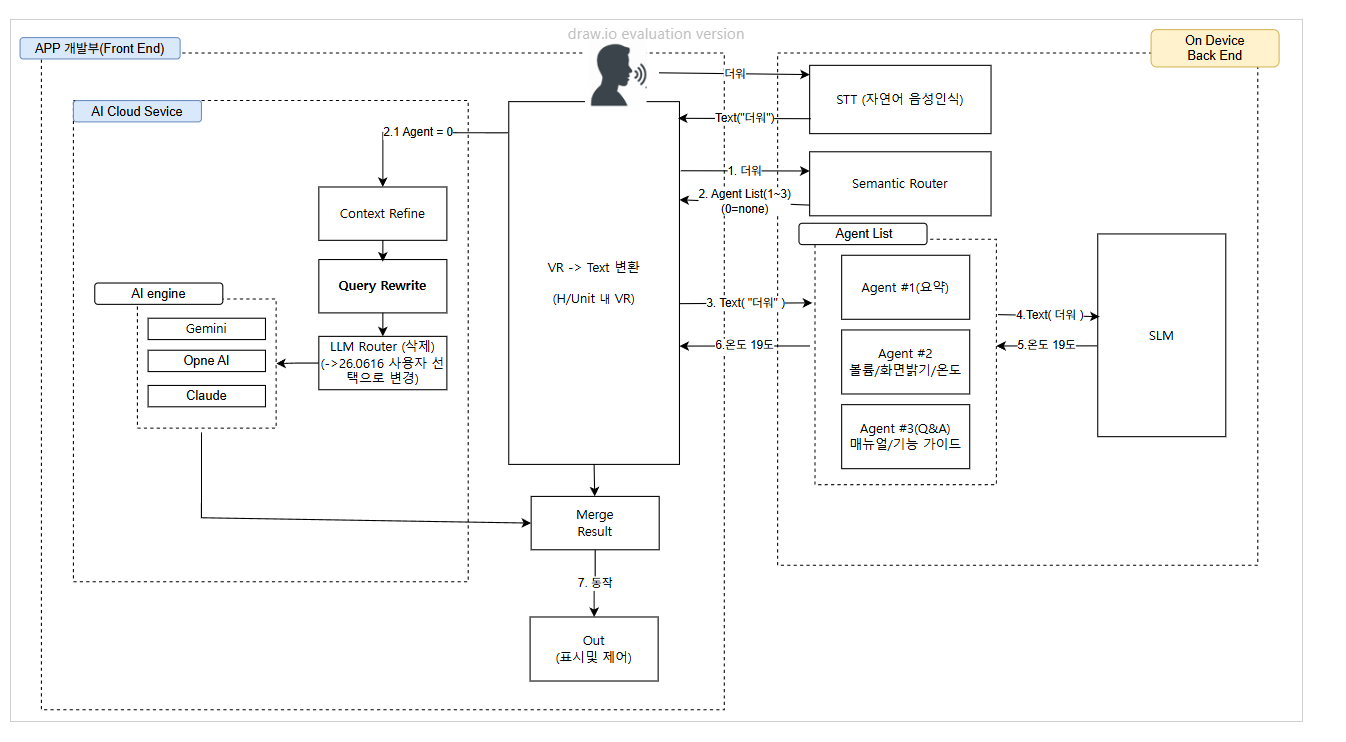 draw.io evaluation version
APP 개발부(Front End)
On Device
Back End
더워
STT (자연어 음성인식)
AI Cloud Sevice
Text("더워")
2.1 Agent = 0
1. 더워
Semantic Router
2. Agent List(1~3)
(0=none)
Context Refine
Agent List
VR -> Text 변환
(H/Unit 내 VR)
Query Rewrite
Agent #1(요약)
AI engine
3. Text( "더워" )
4.Text( 더워 )
Gemini
SLM
LLM Router (삭제)
(->26.0616 사용자 선
택으로 변경)
6.온도 19도
5.온도 19도
Opne AI
Agent #2
볼륨/화면밝기/온도
Claude
Agent #3(Q&A)
매뉴얼/기능 가이드
Merge
Result
7. 동작
Out
(표시및 제어)